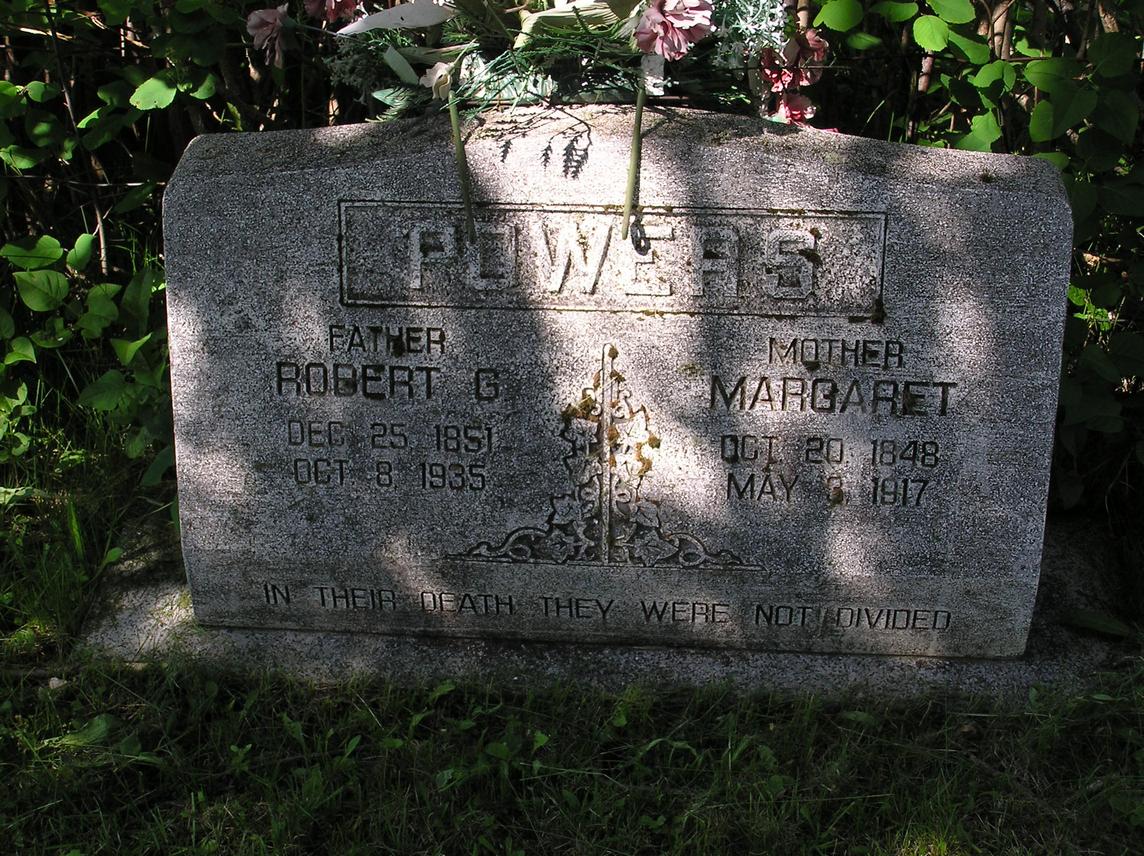 POWERS
FATHER
ROBERT G
DEC 25 1851
OCT 8 1935
MOTHER
MARGARET
OCT 20 1848
MAY 1917
IN THEIR DEATH THEY WERE NOT DIVIDED